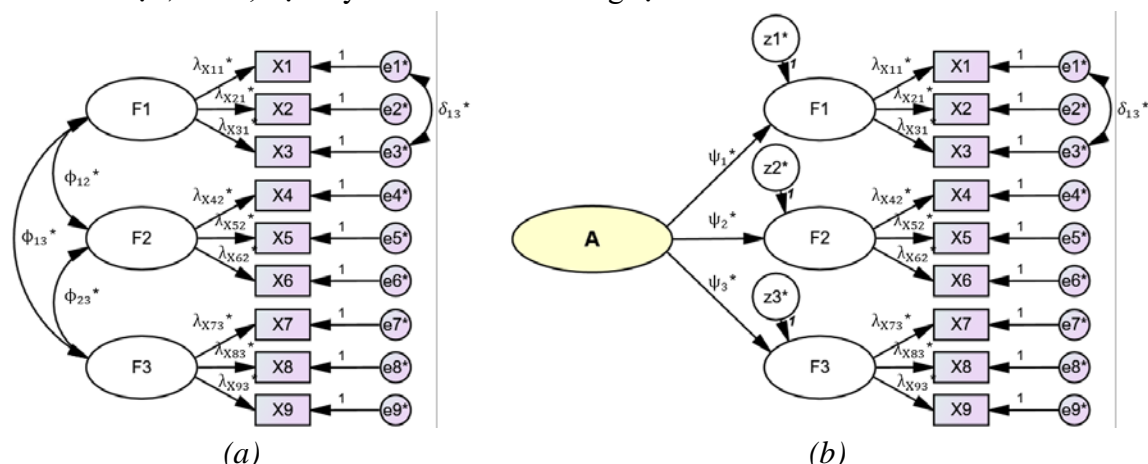 λX11*
X1
1
e1*
λX21*
X2
1
e2*
λX31*
X3
1
e3*
δ13*
F1
ϕ12*
ϕ13*
λX42*
X4
1
e4*
λX52*
X5
1
e5*
λX62*
X6
1
e6*
F2
ϕ23*
λX73*
X7
1
e7*
λX83*
X8
1
e8*
λX93*
X9
1
e9*
F3
(a)
z1*
1
F1
λX11*
X1
1
e1*
λX21*
X2
1
e2*
λX31*
X3
1
e3*
δ13*
ψ1*
z2*
1
A
ψ2*
F2
λX42*
X4
1
e4*
λX52*
X5
1
e5*
λX62*
X6
1
e6*
ψ3*
z3*
1
F3
λX73*
X7
1
e7*
λX83*
X8
1
e8*
λX93*
X9
1
e9*
(b)